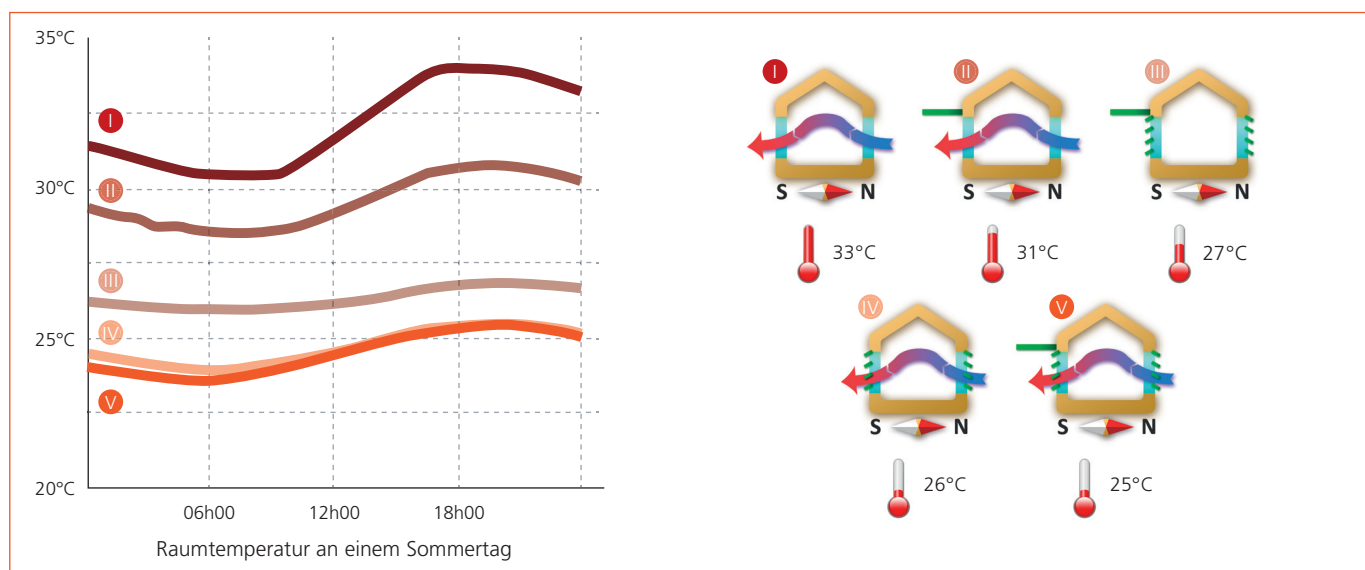 35°C
30°C
25°C
20°C
I
II
III
IV
V
06h00 12h00 18h00
Raumtemperatur an einem Sommertag
I II III
S N S N S N
33°C 31°C 27°C
IV V
S N S N
26°C 25°C